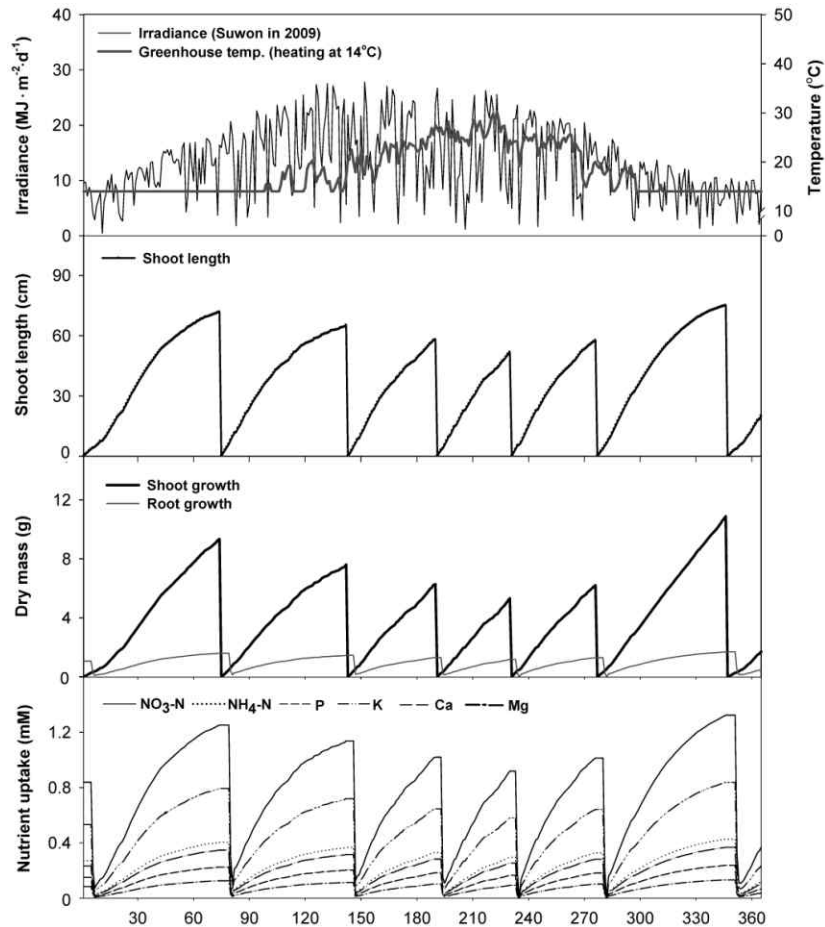 Irradiance (MJ · m⁻²·d⁻¹)
40
30
20
10
0
Irradiance (Suwon in 2009)
Greenhouse temp. (heating at 14°C)
50
40
30
20
10
0
Temperature (°C)
Shoot length (cm)
90
60
30
0
Shoot length
Dry mass (g)
12
8
4
0
Shoot growth
Root growth
Nutrient uptake (mM)
1.2
0.8
0.4
0
NO₃-N NH₄-N P K Ca Mg
30 60 90 120 150 180 210 240 270 300 330 365